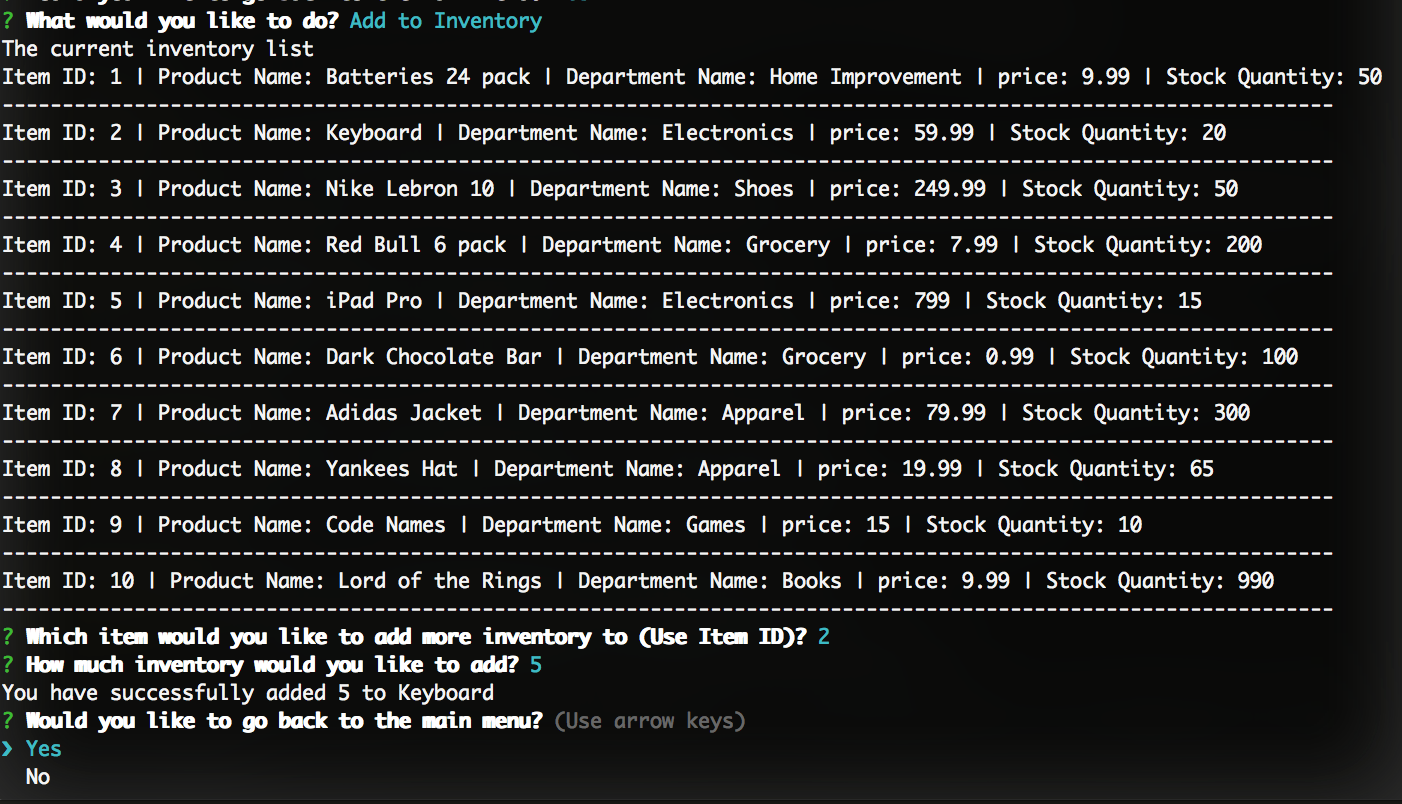 ? What would you like to do? Add to Inventory
The current inventory list
Item ID: 1 | Product Name: Batteries 24 pack | Department Name: Home Improvement | price: 9.99 | Stock Quantity: 50
---------------------------------------------------------------------------------------------------------------
Item ID: 2 | Product Name: Keyboard | Department Name: Electronics | price: 59.99 | Stock Quantity: 20
---------------------------------------------------------------------------------------------------------------
Item ID: 3 | Product Name: Nike Lebron 10 | Department Name: Shoes | price: 249.99 | Stock Quantity: 50
---------------------------------------------------------------------------------------------------------------
Item ID: 4 | Product Name: Red Bull 6 pack | Department Name: Grocery | price: 7.99 | Stock Quantity: 200
---------------------------------------------------------------------------------------------------------------
Item ID: 5 | Product Name: iPad Pro | Department Name: Electronics | price: 799 | Stock Quantity: 15
---------------------------------------------------------------------------------------------------------------
Item ID: 6 | Product Name: Dark Chocolate Bar | Department Name: Grocery | price: 0.99 | Stock Quantity: 100
---------------------------------------------------------------------------------------------------------------
Item ID: 7 | Product Name: Adidas Jacket | Department Name: Apparel | price: 79.99 | Stock Quantity: 300
---------------------------------------------------------------------------------------------------------------
Item ID: 8 | Product Name: Yankees Hat | Department Name: Apparel | price: 19.99 | Stock Quantity: 65
---------------------------------------------------------------------------------------------------------------
Item ID: 9 | Product Name: Code Names | Department Name: Games | price: 15 | Stock Quantity: 10
---------------------------------------------------------------------------------------------------------------
Item ID: 10 | Product Name: Lord of the Rings | Department Name: Books | price: 9.99 | Stock Quantity: 990
---------------------------------------------------------------------------------------------------------------
? Which item would you like to add more inventory to (Use Item ID)? 2
? How much inventory would you like to add? 5
You have successfully added 5 to Keyboard
? Would you like to go back to the main menu? (Use arrow keys)
❯ Yes
No